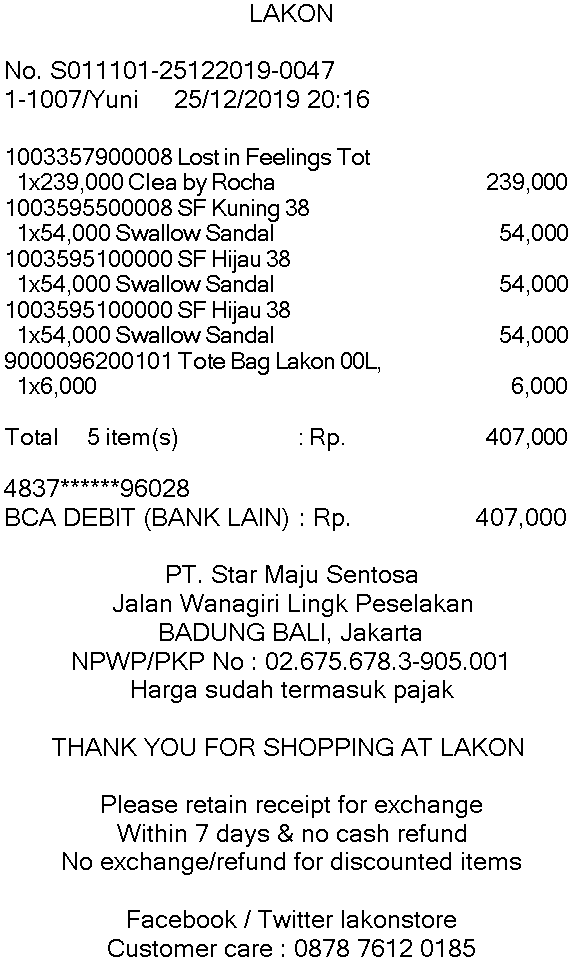 LAKON
No. S011101-25122019-0047
1-1007/Yuni 25/12/2019 20:16
1003357900008 Lost in Feelings Tot
1x239,000 Clea by Rocha 239,000
1003595500008 SF Kuning 38
1x54,000 Swallow Sandal 54,000
1003595100000 SF Hijau 38
1x54,000 Swallow Sandal 54,000
1003595100000 SF Hijau 38
1x54,000 Swallow Sandal 54,000
9000096200101 Tote Bag Lakon 00L,
1x6,000 6,000
Total 5 item(s) : Rp. 407,000
4837******96028
BCA DEBIT (BANK LAIN) : Rp. 407,000
PT. Star Maju Sentosa
Jalan Wanagiri Lingk Peselakan
BADUNG BALI, Jakarta
NPWP/PKP No : 02.675.678.3-905.001
Harga sudah termasuk pajak
THANK YOU FOR SHOPPING AT LAKON
Please retain receipt for exchange
Within 7 days & no cash refund
No exchange/refund for discounted items
Facebook / Twitter lakonstore
Customer care : 0878 7612 0185